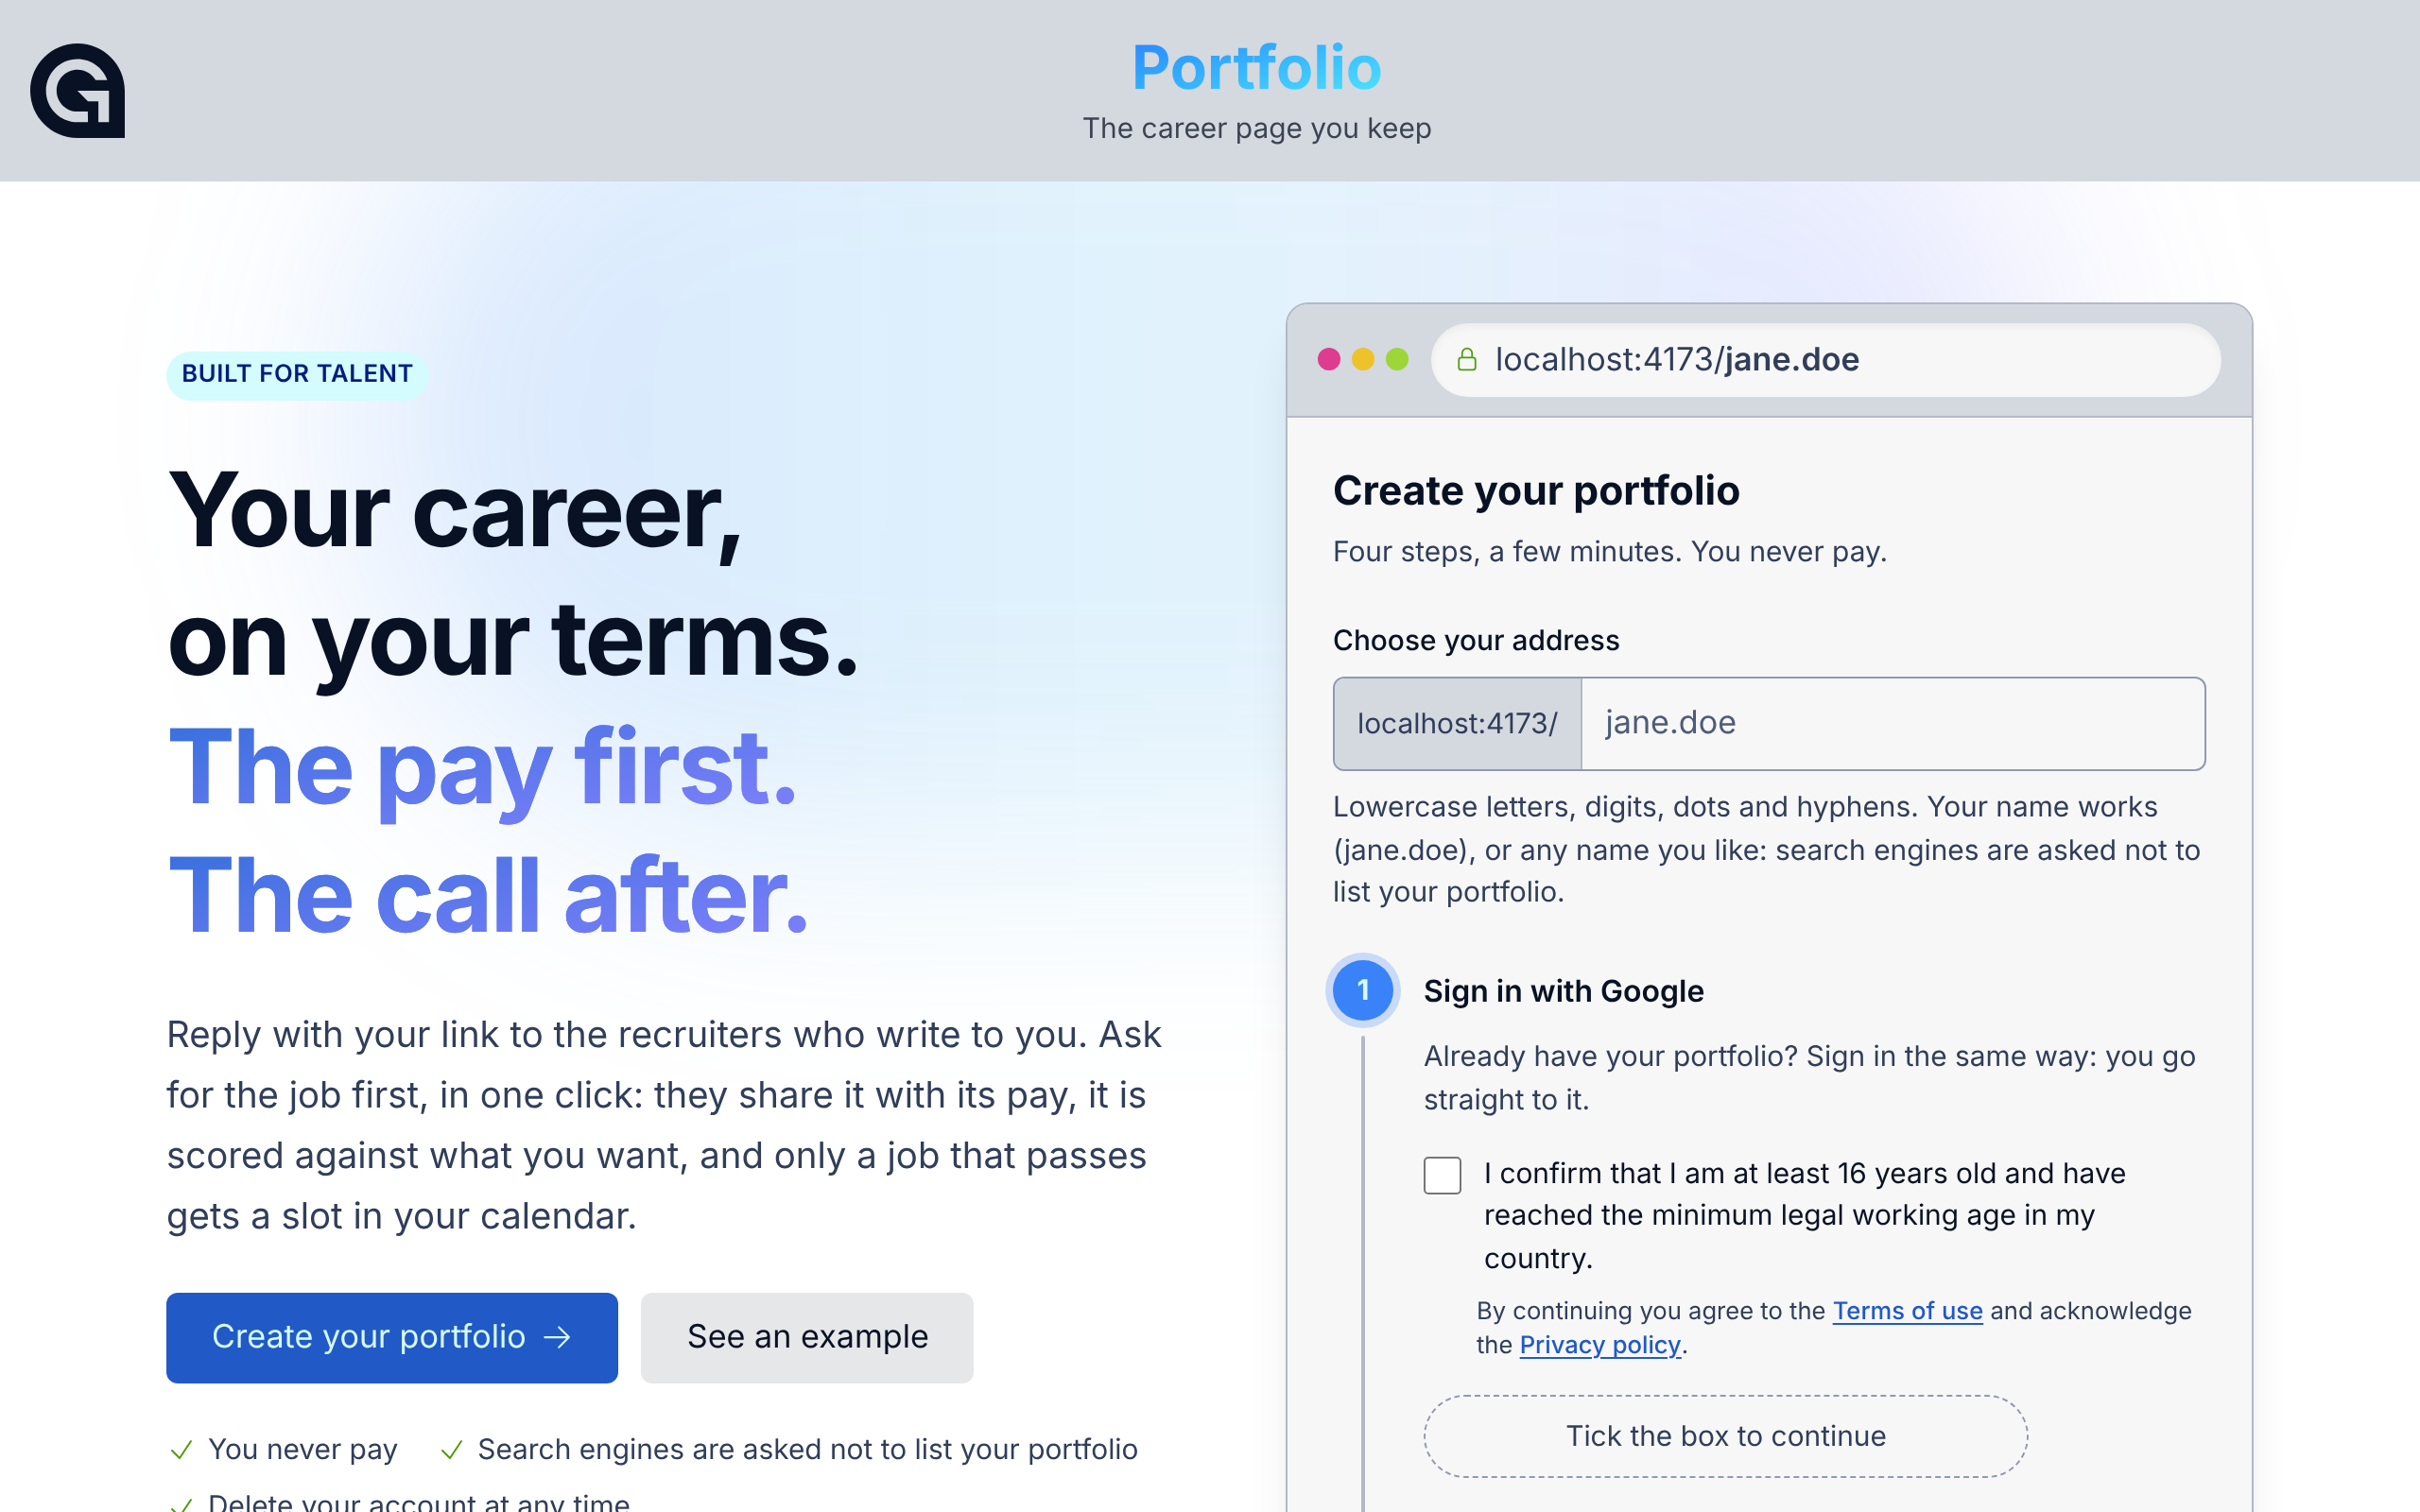 Portfolio
The career page you keep
BUILT FOR TALENT
Your career,
on your terms.
The pay first.
The call after.
Reply with your link to the recruiters who write to you. Ask
for the job first, in one click: they share it with its pay, it is
scored against what you want, and only a job that passes
gets a slot in your calendar.
Create your portfolio →
See an example
You never pay
Search engines are asked not to list your portfolio
Delete your account at any time
localhost:4173/jane.doe
Create your portfolio
Four steps, a few minutes. You never pay.
Choose your address
localhost:4173/ jane.doe
Lowercase letters, digits, dots and hyphens. Your name works
(jane.doe), or any name you like: search engines are asked not to
list your portfolio.
1 Sign in with Google
Already have your portfolio? Sign in the same way: you go
straight to it.
I confirm that I am at least 16 years old and have
reached the minimum legal working age in my
country.
By continuing you agree to the Terms of use and acknowledge
the Privacy policy.
Tick the box to continue